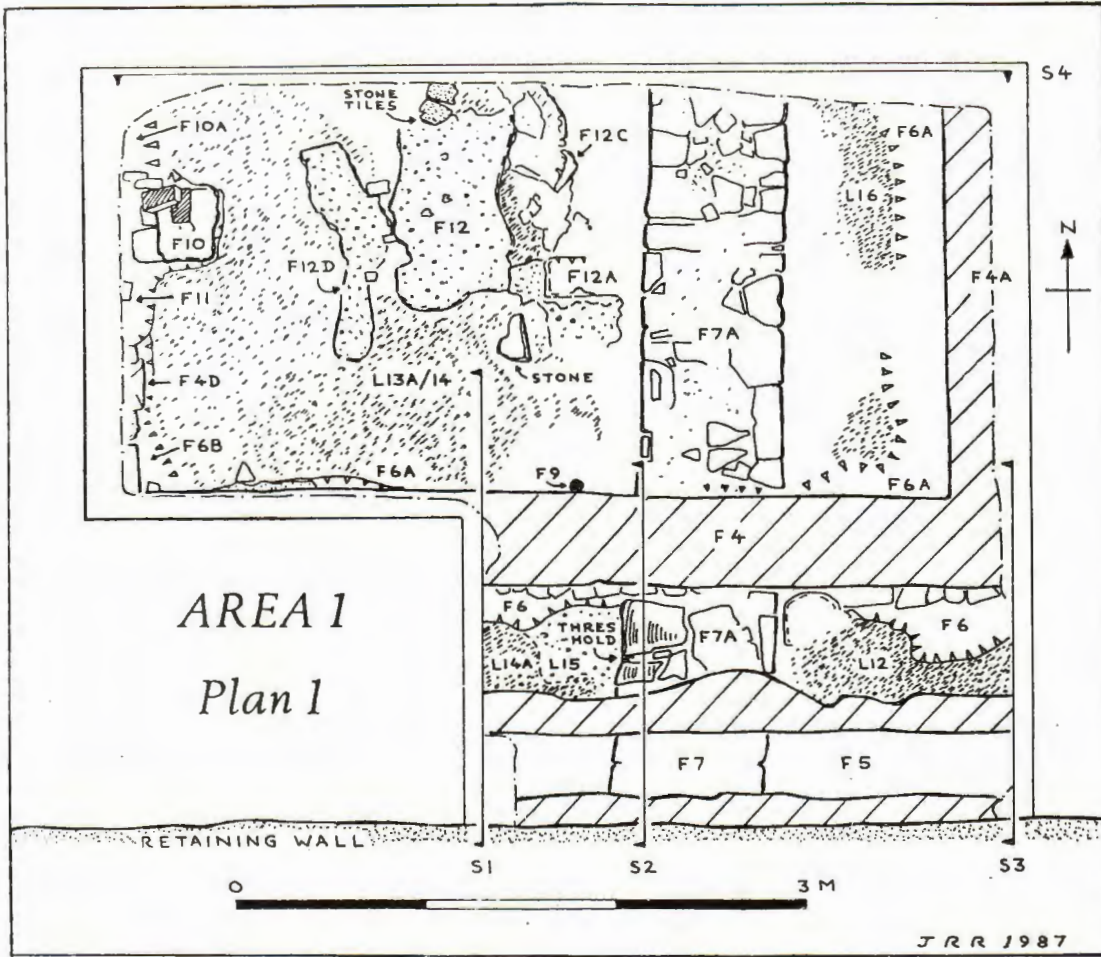 S4
STONE
TILES
F10A
F12C
F6A
L16
F10
F12
N
F12D
F12A
F4A
F11
F7A
F4D
L13A/14
STONE
F6B
F6A
F9
F6A
F4
AREA 1
Plan 1
F6
THRES-
HOLD
F7A
F6
L14A
L15
L12
F7
F5
RETAINING WALL
S1
S2
S3
0
3 M
JRR 1987